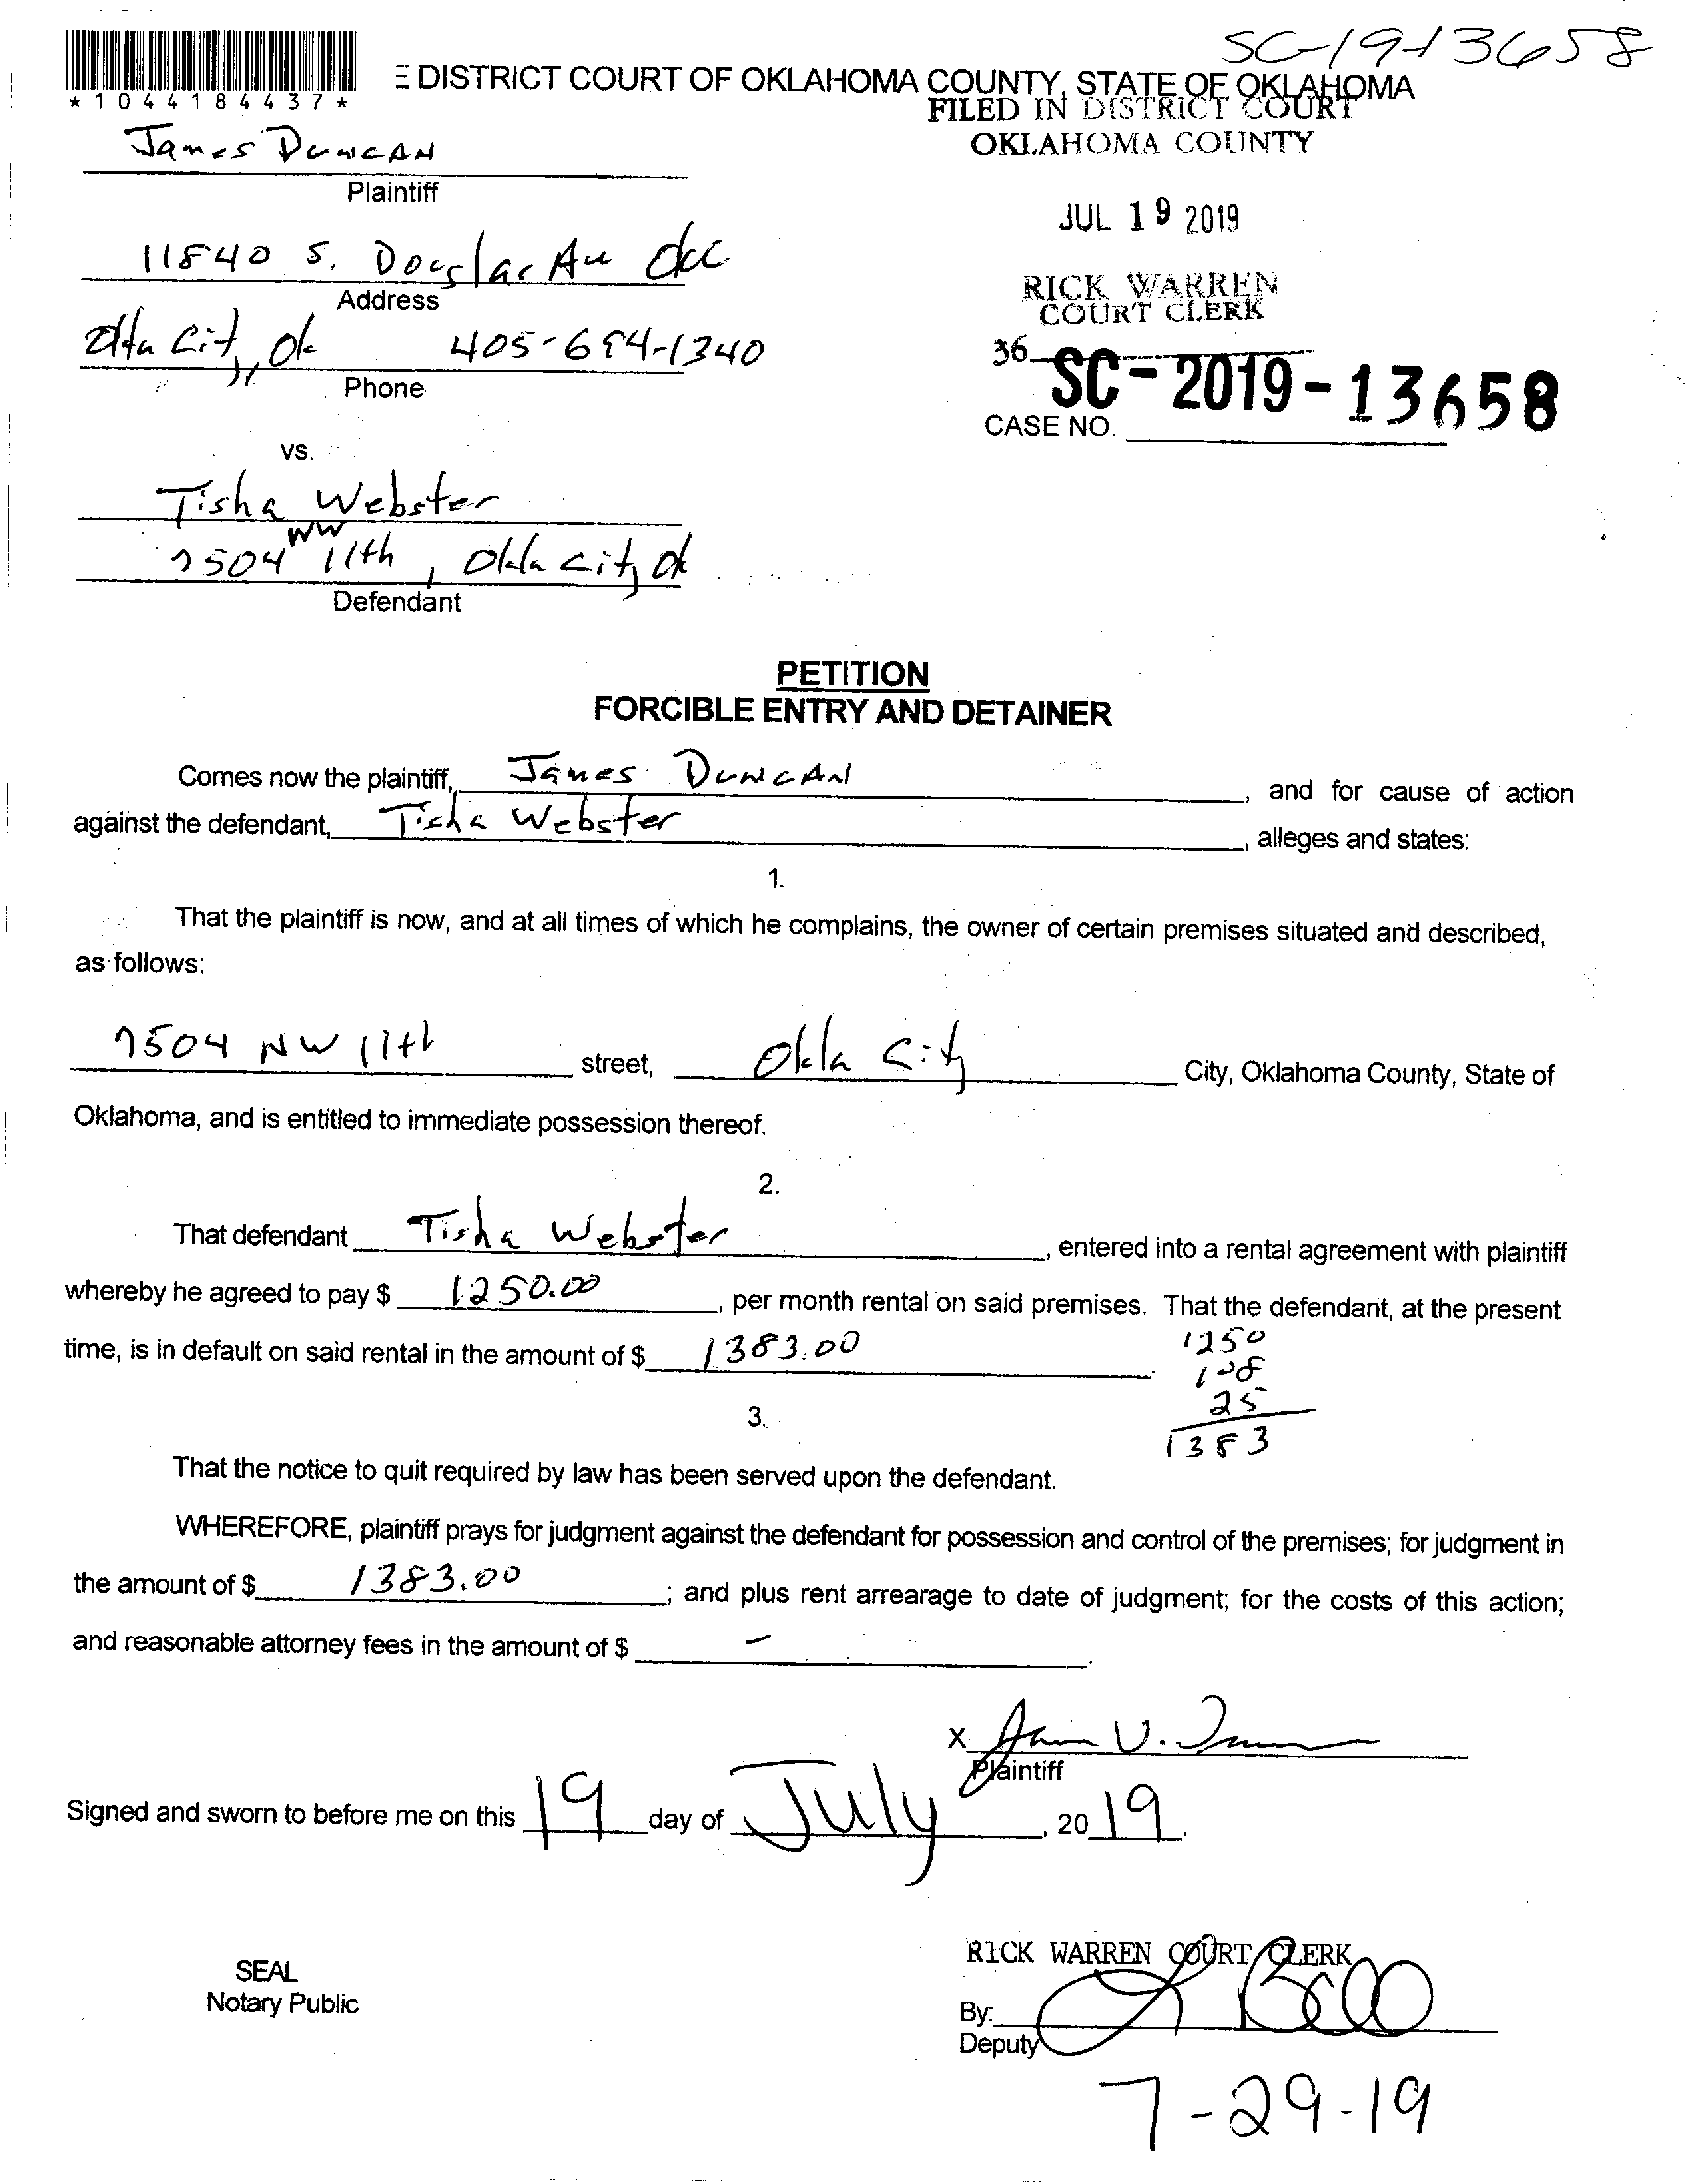 SC-19-13658
*1044184437*
E DISTRICT COURT OF OKLAHOMA COUNTY, STATE OF OKLAHOMA
FILED IN DISTRICT COURT
OKLAHOMA COUNTY
James Duncan
Plaintiff
JUL 19 2019
11840 S. Douglas Av OKC
Address
RICK WARREN
COURT CLERK
Okla City, Ok 405-694-1340
Phone
36
SC-2019-13658
CASE NO.
vs.
Tisha Webster
7504 NW 11th, Okla City Ok
Defendant
PETITION
FORCIBLE ENTRY AND DETAINER
Comes now the plaintiff, James Duncan, and for cause of action
against the defendant, Tisha Webster, alleges and states:
1.
That the plaintiff is now, and at all times of which he complains, the owner of certain premises situated and described,
as follows:
7504 NW 11th street, Okla City City, Oklahoma County, State of
Oklahoma, and is entitled to immediate possession thereof.
2.
That defendant Tisha Webster, entered into a rental agreement with plaintiff
whereby he agreed to pay $ 1250.00, per month rental on said premises. That the defendant, at the present
time, is in default on said rental in the amount of $ 1383.00.
1250
108
25
1383
3.
That the notice to quit required by law has been served upon the defendant.
WHEREFORE, plaintiff prays for judgment against the defendant for possession and control of the premises; for judgment in
the amount of $ 1383.00; and plus rent arrearage to date of judgment; for the costs of this action;
and reasonable attorney fees in the amount of $ -.
X
Plaintiff
Signed and sworn to before me on this 19 day of July, 2019.
SEAL
Notary Public
RICK WARREN COURT CLERK
By:
Deputy
7-29-19